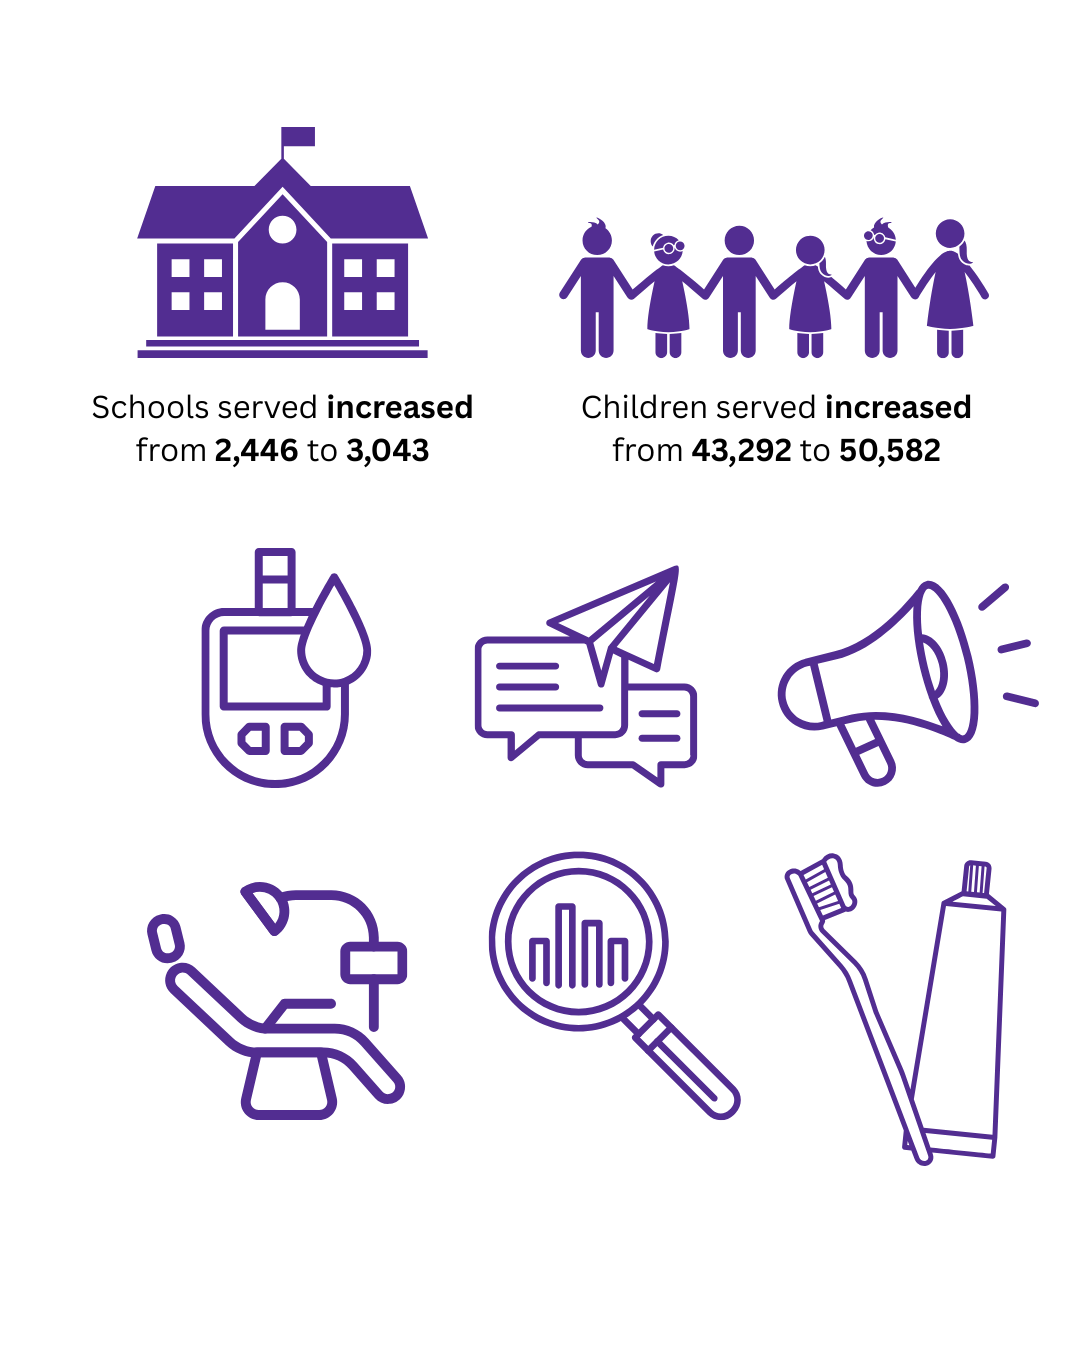 Schools served increased
from 2,446 to 3,043
Children served increased
from 43,292 to 50,582